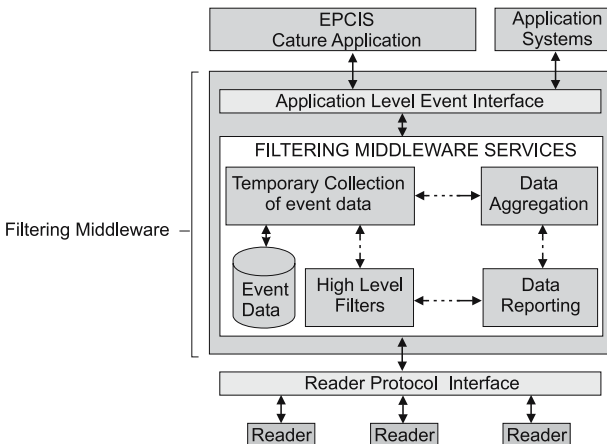 EPCIS
Cature Application
Application
Systems
Application Level Event Interface
FILTERING MIDDLEWARE SERVICES
Temporary Collection
of event data
Data
Aggregation
Filtering Middleware
Event
Data
High Level
Filters
Data
Reporting
Reader Protocol Interface
Reader
Reader
Reader